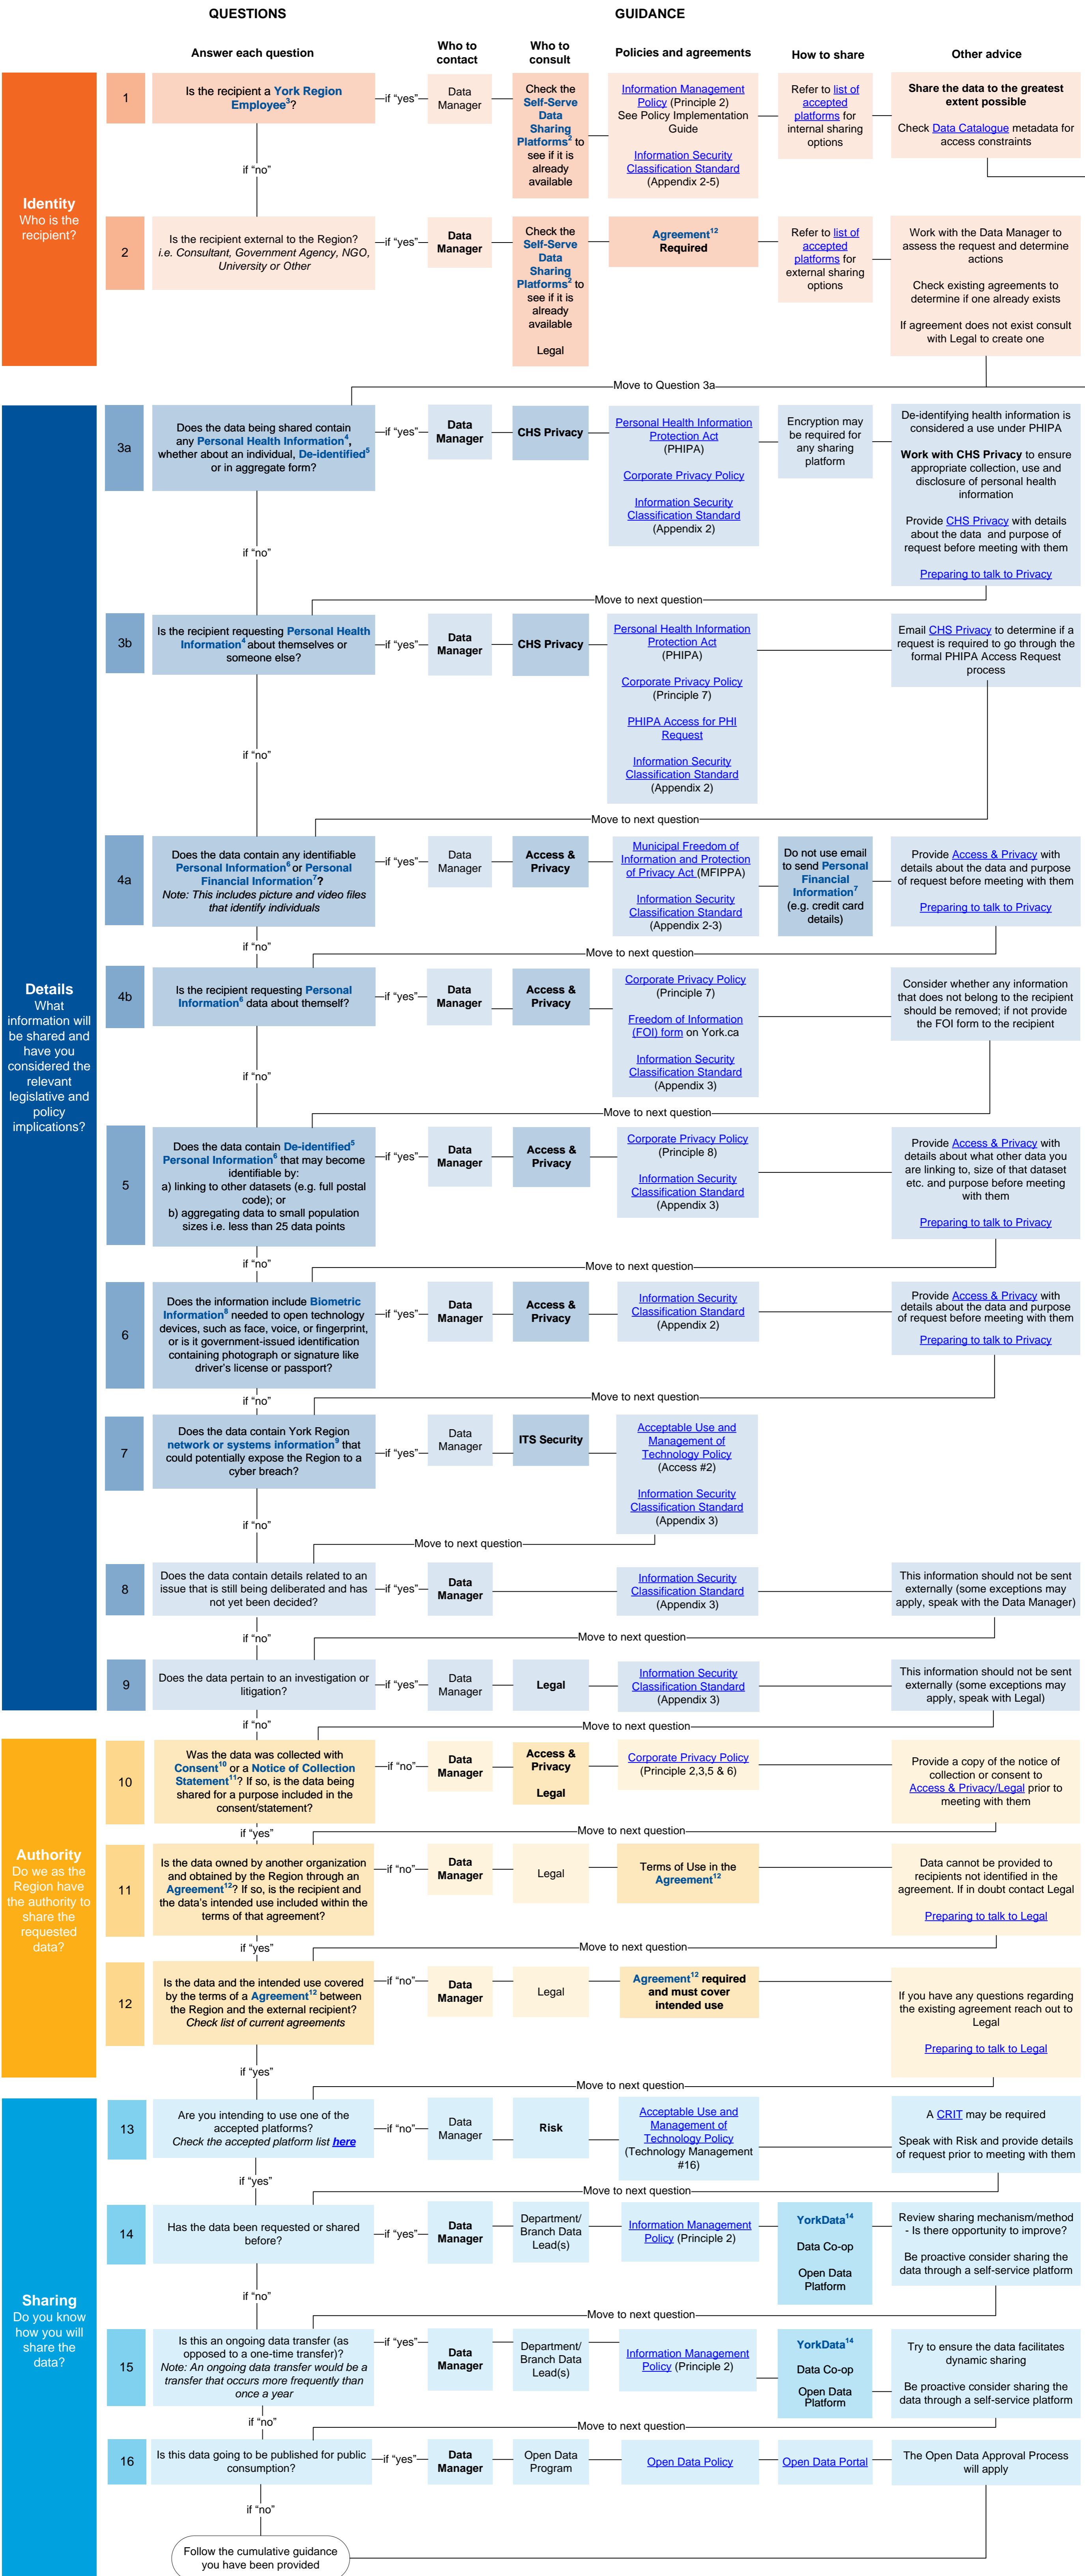 QUESTIONS
GUIDANCE
Answer each question
Who to
contact
Who to
consult
Policies and agreements
How to share
Other advice
Identity
Who is the
recipient?
1
Is the recipient a York Region
Employee3?
if “yes”
Data
Manager
Check the
Self-Serve
Data
Sharing
Platforms2 to
see if it is
already
available
Information Management
Policy (Principle 2)
See Policy Implementation
Guide
Information Security
Classification Standard
(Appendix 2-5)
Refer to list of
accepted
platforms for
internal sharing
options
Share the data to the greatest
extent possible
Check Data Catalogue metadata for
access constraints
if “no”
2
Is the recipient external to the Region?
i.e. Consultant, Government Agency, NGO,
University or Other
if “yes”
Data
Manager
Check the
Self-Serve
Data
Sharing
Platforms2 to
see if it is
already
available
Legal
Agreement12
Required
Refer to list of
accepted
platforms for
external sharing
options
Work with the Data Manager to
assess the request and determine
actions
Check existing agreements to
determine if one already exists
If agreement does not exist consult
with Legal to create one
Move to Question 3a
Details
What
information will
be shared and
have you
considered the
relevant
legislative and
policy
implications?
3a
Does the data being shared contain
any Personal Health Information4,
whether about an individual, De-identified5
or in aggregate form?
if “yes”
Data
Manager
CHS Privacy
Personal Health Information
Protection Act
(PHIPA)
Corporate Privacy Policy
Information Security
Classification Standard
(Appendix 2)
Encryption may
be required for
any sharing
platform
De-identifying health information is
considered a use under PHIPA
Work with CHS Privacy to ensure
appropriate collection, use and
disclosure of personal health
information
Provide CHS Privacy with details
about the data and purpose of
request before meeting with them
Preparing to talk to Privacy
if “no”
Move to next question
3b
Is the recipient requesting Personal Health
Information4 about themselves or
someone else?
if “yes”
Data
Manager
CHS Privacy
Personal Health Information
Protection Act
(PHIPA)
Corporate Privacy Policy
(Principle 7)
PHIPA Access for PHI
Request
Information Security
Classification Standard
(Appendix 2)
Email CHS Privacy to determine if a
request is required to go through the
formal PHIPA Access Request
process
if “no”
Move to next question
4a
Does the data contain any identifiable
Personal Information6 or Personal
Financial Information7?
Note: This includes picture and video files
that identify individuals
if “yes”
Data
Manager
Access &
Privacy
Municipal Freedom of
Information and Protection
of Privacy Act (MFIPPA)
Information Security
Classification Standard
(Appendix 2-3)
Do not use email
to send Personal
Financial
Information7
(e.g. credit card
details)
Provide Access & Privacy with
details about the data and purpose
of request before meeting with them
Preparing to talk to Privacy
if “no”
Move to next question
4b
Is the recipient requesting Personal
Information6 data about themself?
if “yes”
Data
Manager
Access &
Privacy
Corporate Privacy Policy
(Principle 7)
Freedom of Information
(FOI) form on York.ca
Information Security
Classification Standard
(Appendix 3)
Consider whether any information
that does not belong to the recipient
should be removed; if not provide
the FOI form to the recipient
if “no”
Move to next question
5
Does the data contain De-identified5
Personal Information6 that may become
identifiable by:
a) linking to other datasets (e.g. full postal
code); or
b) aggregating data to small population
sizes i.e. less than 25 data points
if “yes”
Data
Manager
Access &
Privacy
Corporate Privacy Policy
(Principle 8)
Information Security
Classification Standard
(Appendix 3)
Provide Access & Privacy with
details about what other data you
are linking to, size of that dataset
etc. and purpose before meeting
with them
Preparing to talk to Privacy
if “no”
Move to next question
6
Does the information include Biometric
Information8 needed to open technology
devices, such as face, voice, or fingerprint,
or is it government-issued identification
containing photograph or signature like
driver’s license or passport?
if “yes”
Data
Manager
Access &
Privacy
Information Security
Classification Standard
(Appendix 2)
Provide Access & Privacy with
details about the data and purpose
of request before meeting with them
Preparing to talk to Privacy
if “no”
Move to next question
7
Does the data contain York Region
network or systems information9 that
could potentially expose the Region to a
cyber breach?
if “yes”
Data
Manager
ITS Security
Acceptable Use and
Management of
Technology Policy
(Access #2)
Information Security
Classification Standard
(Appendix 3)
if “no”
Move to next question
8
Does the data contain details related to an
issue that is still being deliberated and has
not yet been decided?
if “yes”
Data
Manager
Information Security
Classification Standard
(Appendix 3)
This information should not be sent
externally (some exceptions may
apply, speak with the Data Manager)
if “no”
Move to next question
9
Does the data pertain to an investigation or
litigation?
if “yes”
Data
Manager
Legal
Information Security
Classification Standard
(Appendix 3)
This information should not be sent
externally (some exceptions may
apply, speak with Legal)
if “no”
Move to next question
Authority
Do we as the
Region have
the authority to
share the
requested
data?
10
Was the data was collected with
Consent10 or a Notice of Collection
Statement11? If so, is the data being
shared for a purpose included in the
consent/statement?
if “no”
Data
Manager
Access &
Privacy
Legal
Corporate Privacy Policy
(Principle 2,3,5 & 6)
Provide a copy of the notice of
collection or consent to
Access & Privacy/Legal prior to
meeting with them
if “yes”
Move to next question
11
Is the data owned by another organization
and obtained by the Region through an
Agreement12? If so, is the recipient and
the data’s intended use included within the
terms of that agreement?
if “no”
Data
Manager
Legal
Terms of Use in the
Agreement12
Data cannot be provided to
recipients not identified in the
agreement. If in doubt contact Legal
Preparing to talk to Legal
if “yes”
Move to next question
12
Is the data and the intended use covered
by the terms of a Agreement12 between
the Region and the external recipient?
Check list of current agreements
if “no”
Data
Manager
Legal
Agreement12 required
and must cover
intended use
If you have any questions regarding
the existing agreement reach out to
Legal
Preparing to talk to Legal
if “yes”
Move to next question
Sharing
Do you know
how you will
share the
data?
13
Are you intending to use one of the
accepted platforms?
Check the accepted platform list here
if “no”
Data
Manager
Risk
Acceptable Use and
Management of
Technology Policy
(Technology Management
#16)
A CRIT may be required
Speak with Risk and provide details
of request prior to meeting with them
if “yes”
Move to next question
14
Has the data been requested or shared
before?
if “yes”
Data
Manager
Department/
Branch Data
Lead(s)
Information Management
Policy (Principle 2)
YorkData14
Data Co-op
Open Data
Platform
Review sharing mechanism/method
- Is there opportunity to improve?
Be proactive consider sharing the
data through a self-service platform
if “no”
Move to next question
15
Is this an ongoing data transfer (as
opposed to a one-time transfer)?
Note: An ongoing data transfer would be a
transfer that occurs more frequently than
once a year
if “yes”
Data
Manager
Department/
Branch Data
Lead(s)
Information Management
Policy (Principle 2)
YorkData14
Data Co-op
Open Data
Platform
Try to ensure the data facilitates
dynamic sharing
Be proactive consider sharing the
data through a self-service platform
if “no”
Move to next question
16
Is this data going to be published for public
consumption?
if “yes”
Data
Manager
Open Data
Program
Open Data Policy
Open Data Portal
The Open Data Approval Process
will apply
if “no”
Follow the cumulative guidance
you have been provided